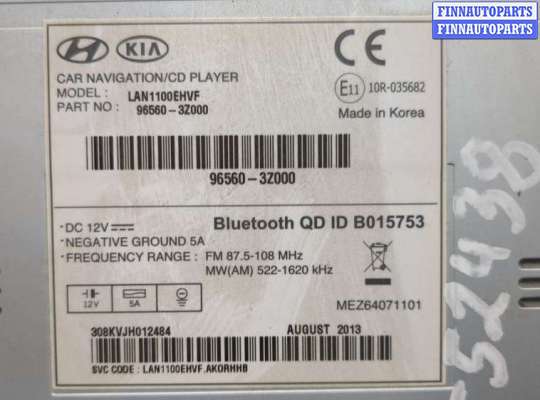 FINNAUTOPARTS
FINNAUTOPARTS
HYUNDAI KIA
CAR NAVIGATION/CD PLAYER
MODEL : LAN1100EHVF
PART NO : 96560-3Z000
CE
E11 10R-035682
Made in Korea
96560-3Z000
Bluetooth QD ID B015753
• DC 12V
• NEGATIVE GROUND 5A
• FREQUENCY RANGE : FM 87.5-108 MHz
MW(AM) 522-1620 kHz
12V 5A
MEZ64071101
308KVJH012484
AUGUST 2013
SVC CODE : LAN1100EHVF.AKORHHB
-52438